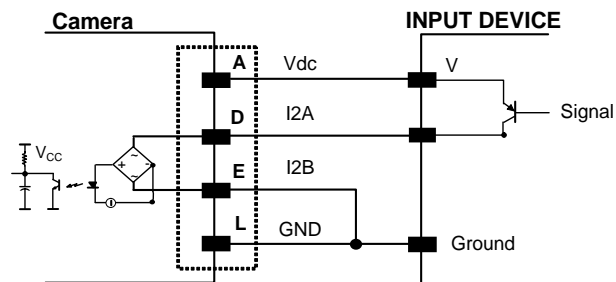 Camera
INPUT DEVICE
A
Vdc
V
D
I2A
Signal
VCC
E
I2B
L
GND
Ground